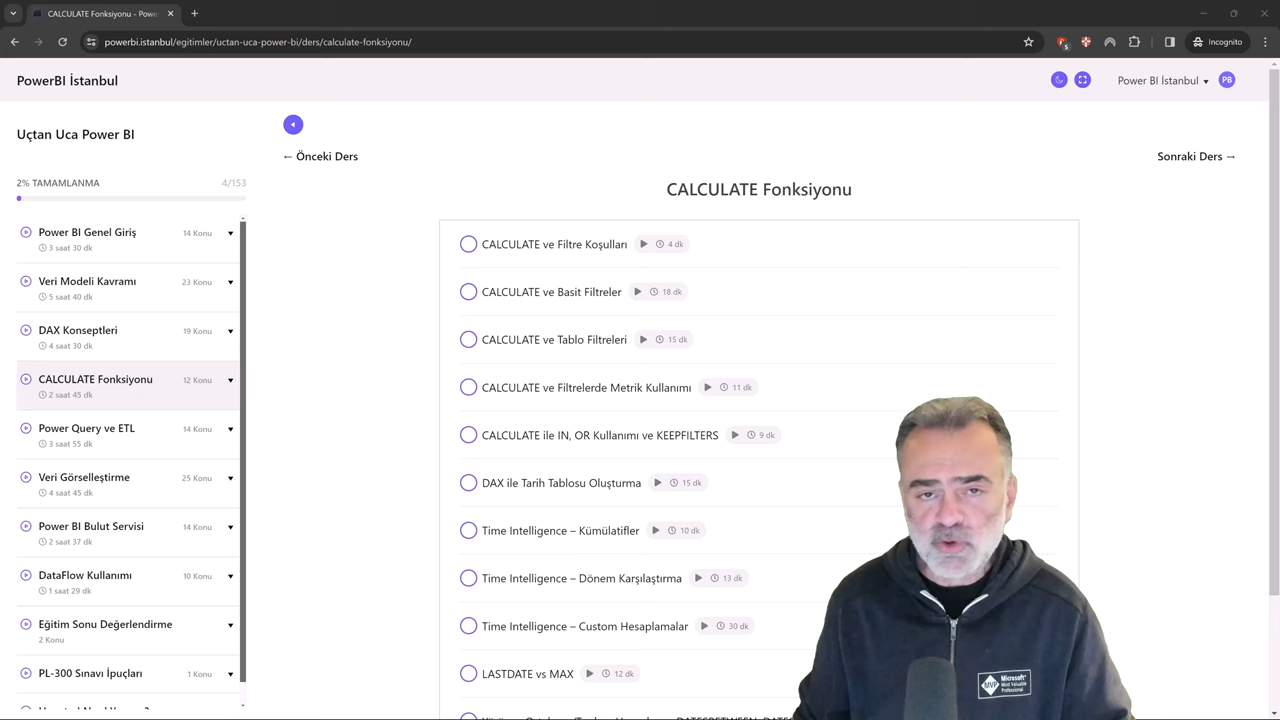 CALCULATE Fonksiyonu - Pow
powerbi.istanbul/egitimler/uctan-uca-power-bi/ders/calculate-fonksiyonu/
Incognito
PowerBI İstanbul
Power BI İstanbul
PB
Uçtan Uca Power BI
2% TAMAMLANMA
4/153
Power BI Genel Giriş
14 Konu
3 saat 30 dk
Veri Modeli Kavramı
23 Konu
5 saat 40 dk
DAX Konseptleri
19 Konu
4 saat 30 dk
CALCULATE Fonksiyonu
12 Konu
2 saat 45 dk
Power Query ve ETL
14 Konu
3 saat 55 dk
Veri Görselleştirme
25 Konu
4 saat 45 dk
Power BI Bulut Servisi
14 Konu
2 saat 37 dk
DataFlow Kullanımı
10 Konu
1 saat 29 dk
Eğitim Sonu Değerlendirme
2 Konu
PL-300 Sınavı İpuçları
1 Konu
← Önceki Ders
Sonraki Ders →
CALCULATE Fonksiyonu
CALCULATE ve Filtre Koşulları
4 dk
CALCULATE ve Basit Filtreler
18 dk
CALCULATE ve Tablo Filtreleri
15 dk
CALCULATE ve Filtrelerde Metrik Kullanımı
11 dk
CALCULATE ile IN, OR Kullanımı ve KEEPFILTERS
9 dk
DAX ile Tarih Tablosu Oluşturma
15 dk
Time Intelligence – Kümülatifler
10 dk
Time Intelligence – Dönem Karşılaştırma
13 dk
Time Intelligence – Custom Hesaplamalar
30 dk
LASTDATE vs MAX
12 dk
MVP
Microsoft®
Most Valuable
Professional